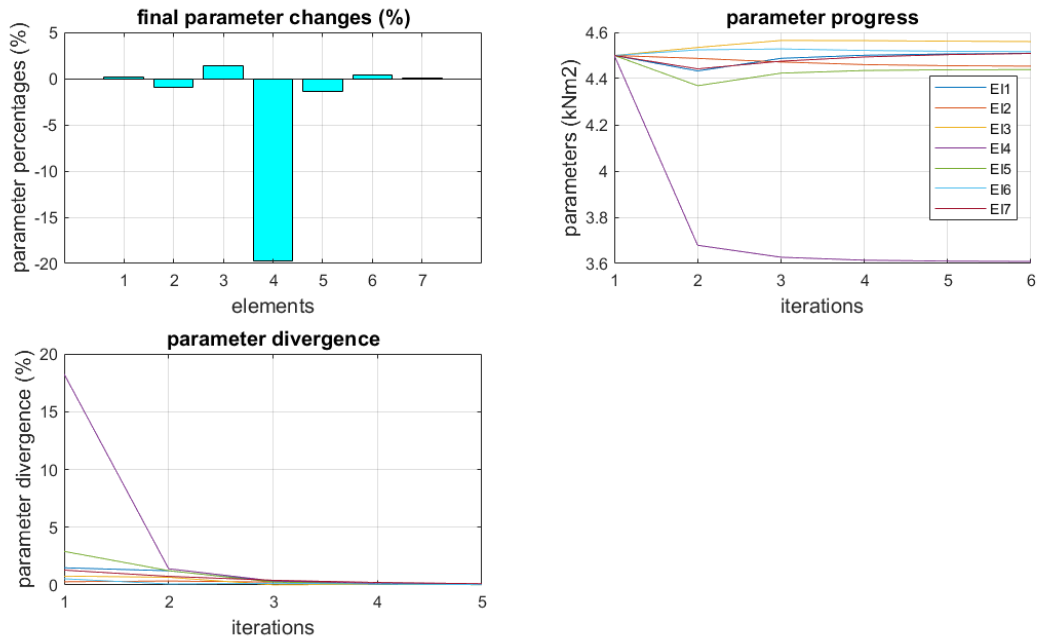 final parameter changes (%)
parameter percentages (%)
5
0
-5
-10
-15
-20
1 2 3 4 5 6 7
elements
parameter progress
parameters (kNm2)
4.6
4.4
4.2
4
3.8
3.6
EI1
EI2
EI3
EI4
EI5
EI6
EI7
1 2 3 4 5 6
iterations
parameter divergence
parameter divergence (%)
20
15
10
5
0
1 2 3 4 5
iterations